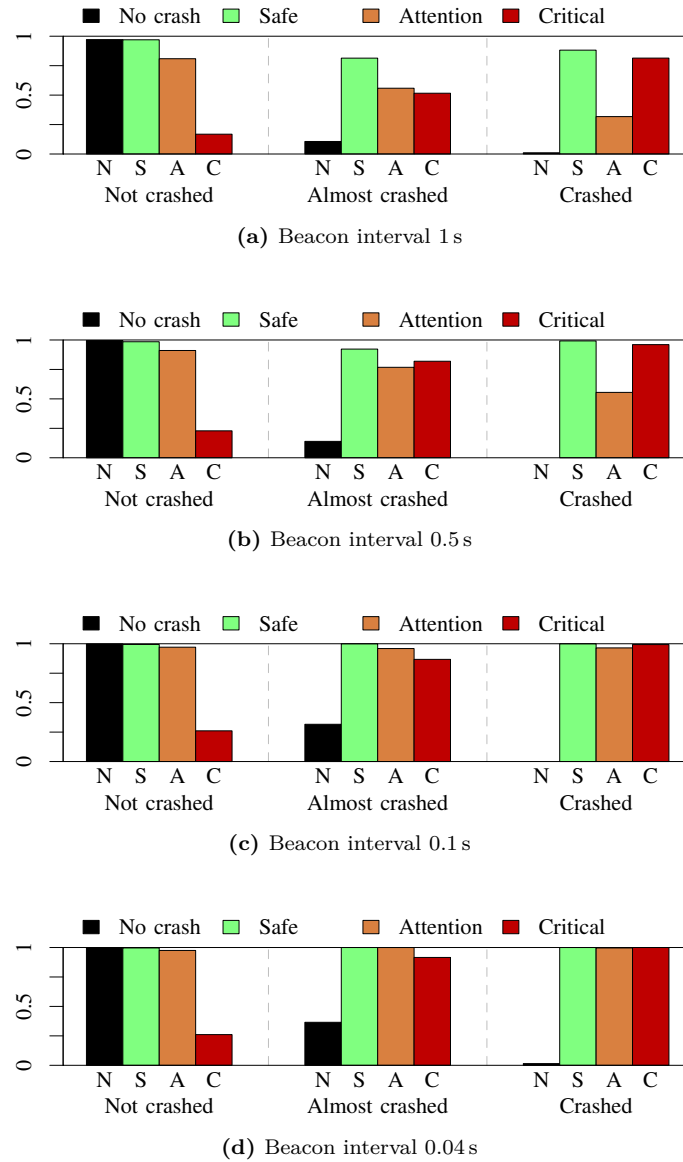 No crash Safe Attention Critical
1
0.5
0
N S A C N S A C N S A C
Not crashed Almost crashed Crashed
(a) Beacon interval 1 s
No crash Safe Attention Critical
1
0.5
0
N S A C N S A C N S A C
Not crashed Almost crashed Crashed
(b) Beacon interval 0.5 s
No crash Safe Attention Critical
1
0.5
0
N S A C N S A C N S A C
Not crashed Almost crashed Crashed
(c) Beacon interval 0.1 s
No crash Safe Attention Critical
1
0.5
0
N S A C N S A C N S A C
Not crashed Almost crashed Crashed
(d) Beacon interval 0.04 s